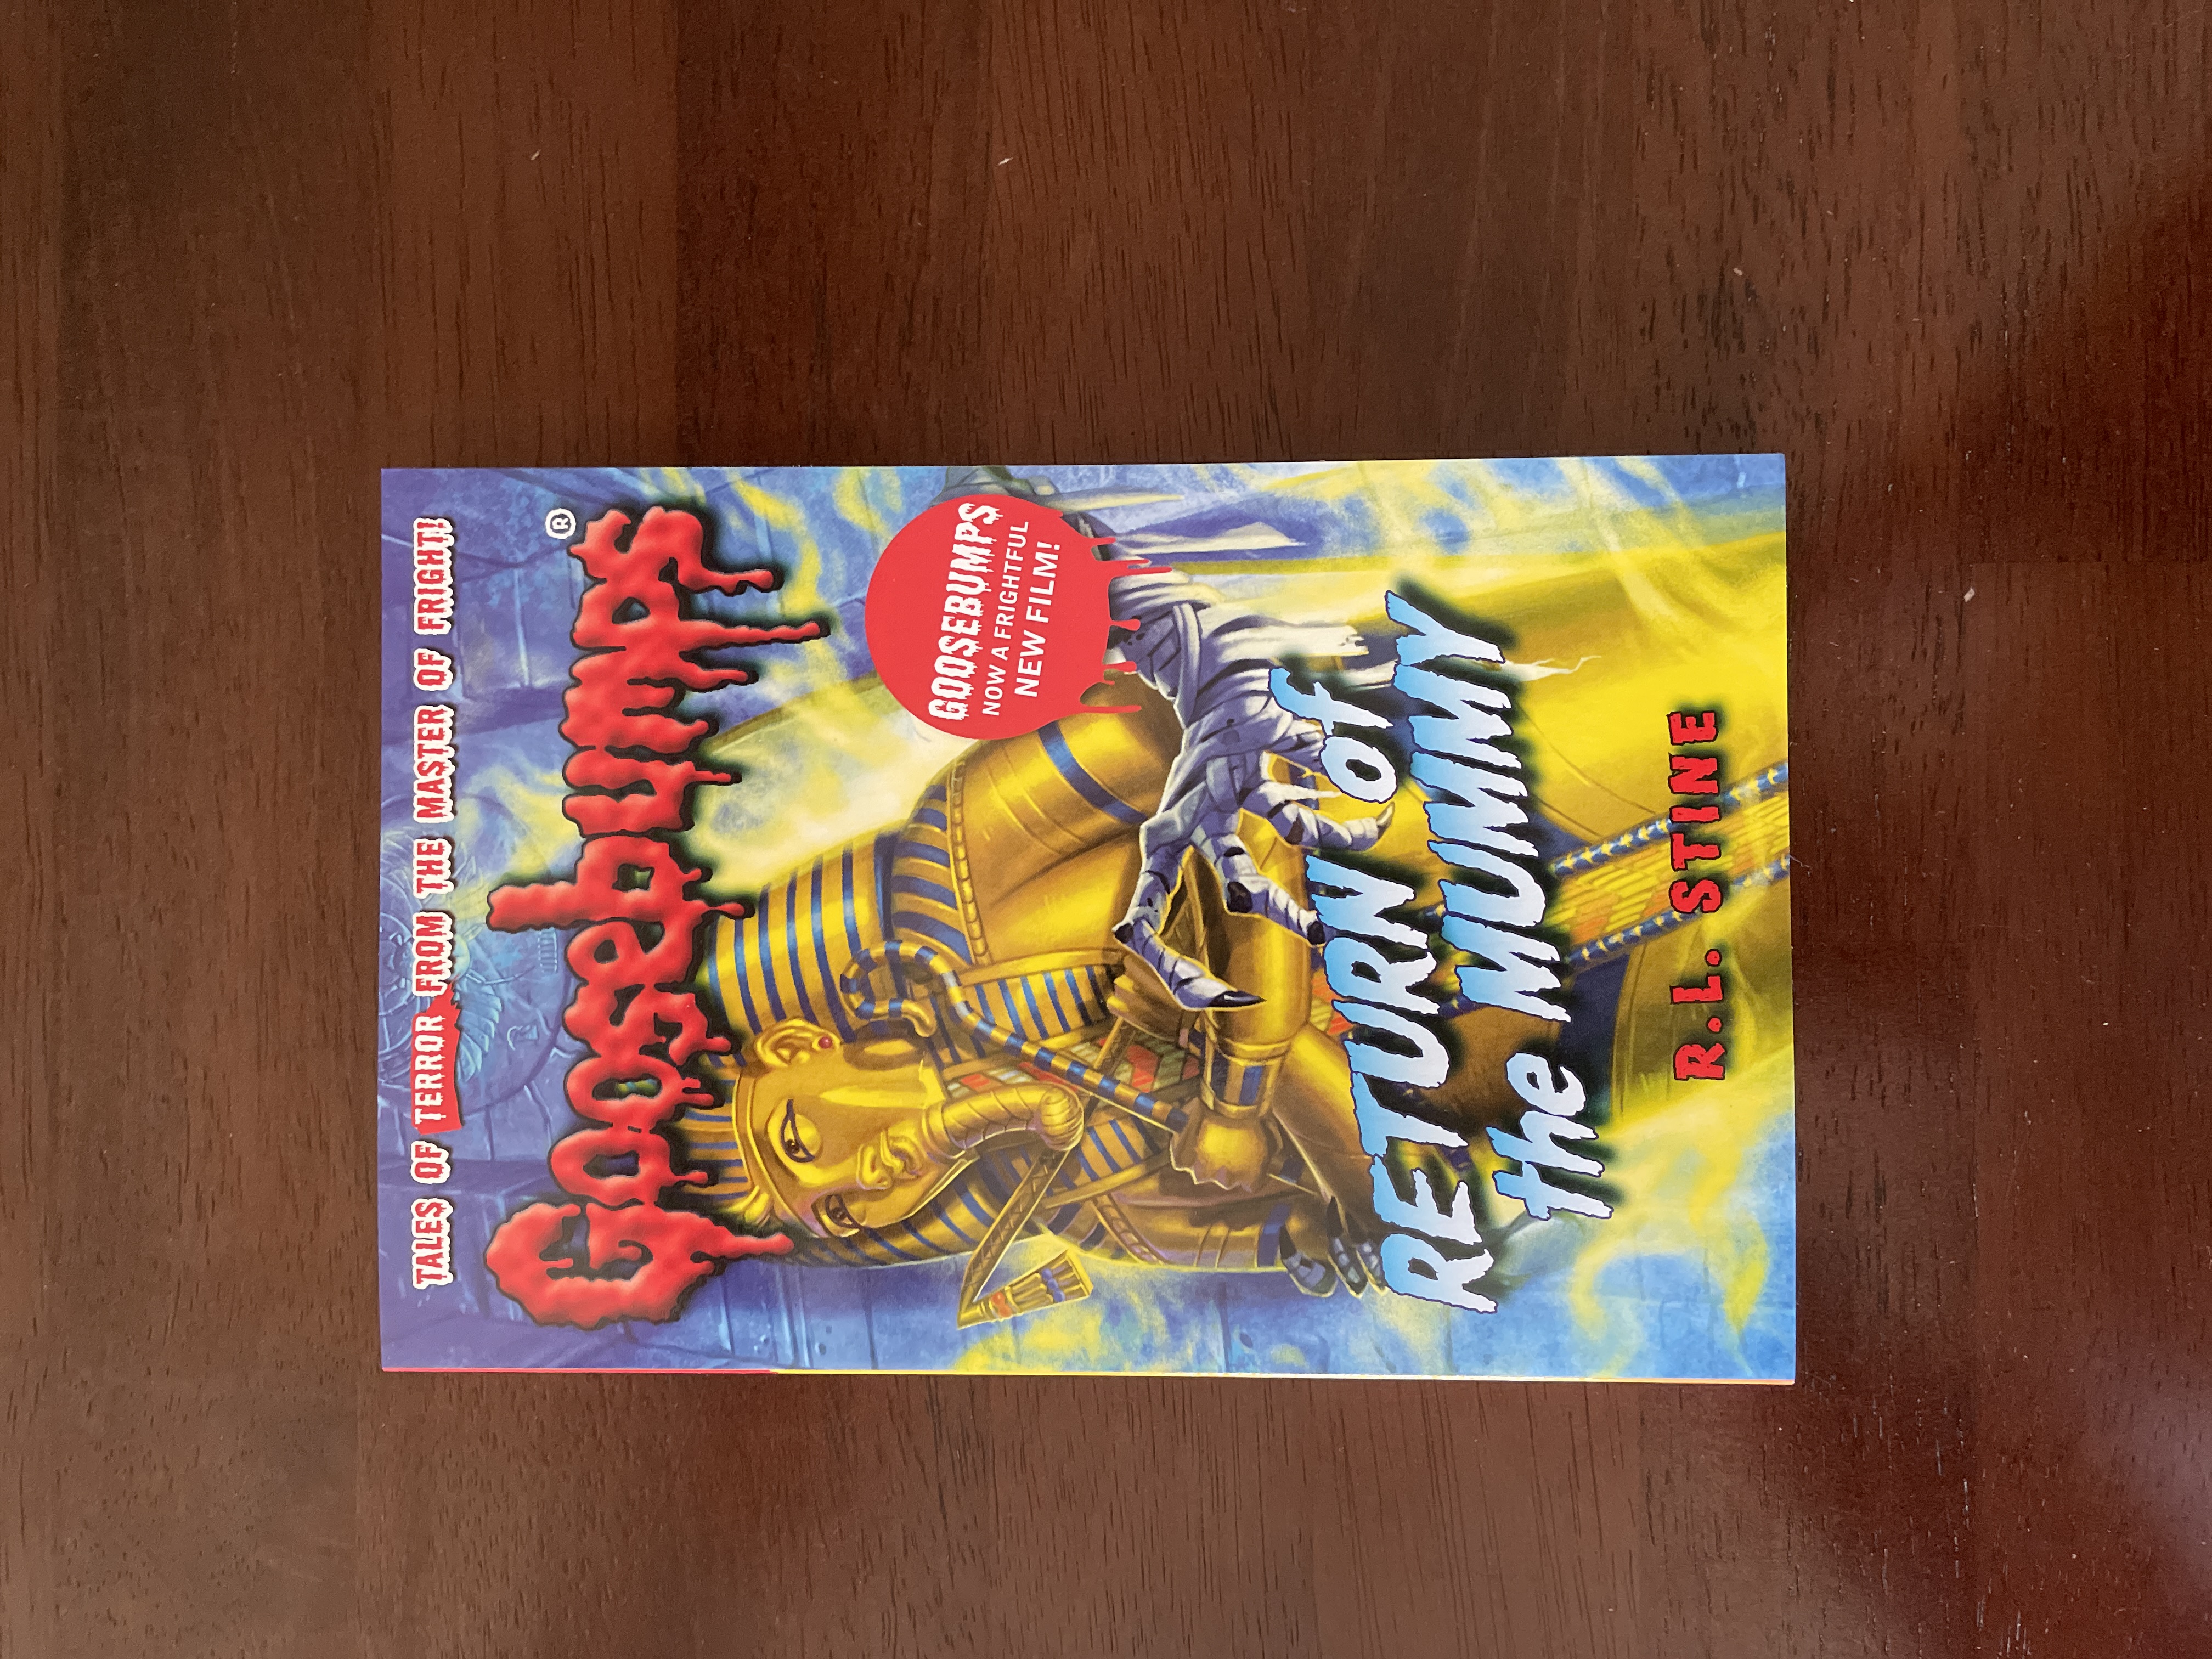 TALES OF TERROR FROM THE MASTER OF FRIGHT!
Goosebumps®
GOOSEBUMPS
NOW A FRIGHTFUL
NEW FILM!
RETURN of
the MUMMY
R.L. STINE